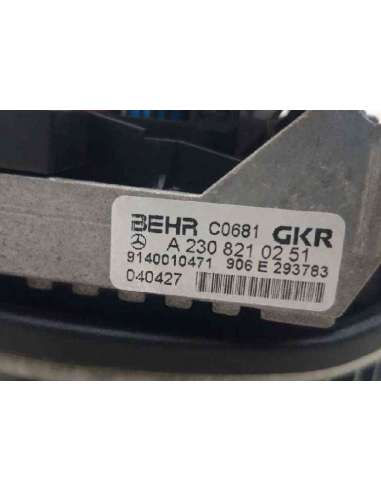 BEHR C0681 GKR
A 230 821 02 51
9140010471 906 E 293783
040427